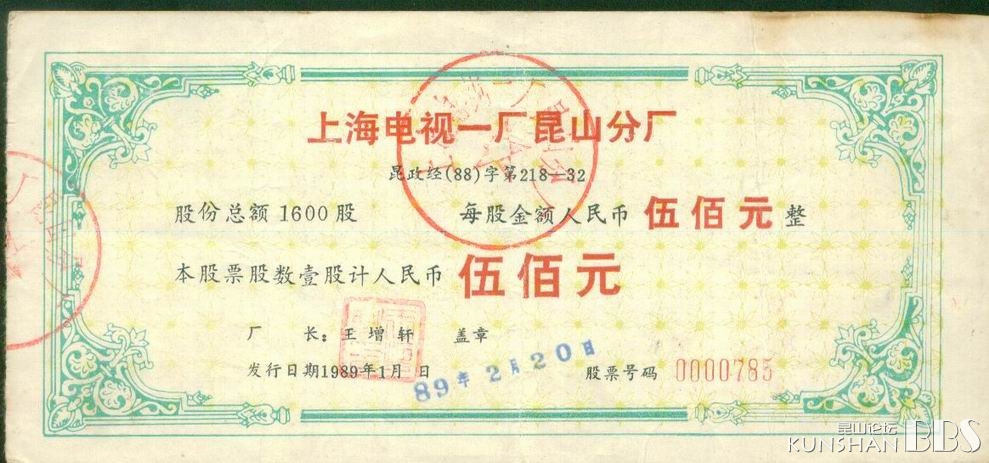 上海电视一厂昆山分厂
昆政经(88)字第218—32
股份总额1600股 每股金额人民币 伍佰元 整
本股票股数壹股计人民币 伍佰元
厂 长：王增轩 盖章
发行日期1989年1月 日 89年2月20日 股票号码 0000785
昆山论坛
KUNSHAN BBS